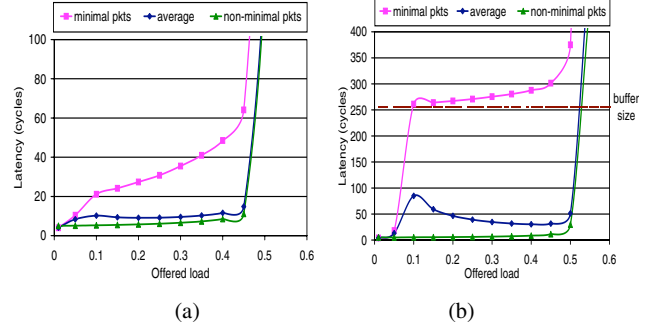 minimal pkts average non-minimal pkts
100
80
60
40
20
0
Latency (cycles)
0 0.1 0.2 0.3 0.4 0.5 0.6
Offered load
(a)
minimal pkts average non-minimal pkts
400
350
300
250
200
150
100
50
0
Latency (cycles)
buffer
size
0 0.1 0.2 0.3 0.4 0.5 0.6
Offered load
(b)